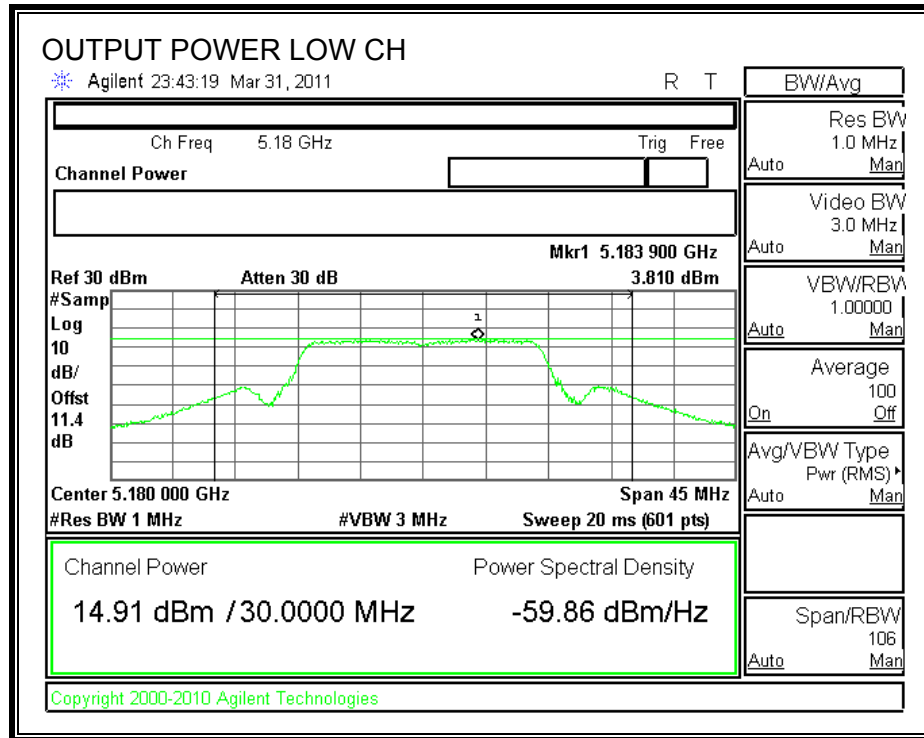 OUTPUT POWER LOW CH
Agilent 23:43:19 Mar 31, 2011 R T
BW/Avg
Ch Freq 5.18 GHz Trig Free
Channel Power
Mkr1 5.183 900 GHz
Ref 30 dBm Atten 30 dB 3.810 dBm
#Samp
Log
10
dB/
Offst
11.4
dB
1
Center 5.180 000 GHz Span 45 MHz
#Res BW 1 MHz #VBW 3 MHz Sweep 20 ms (601 pts)
Channel Power Power Spectral Density
14.91 dBm / 30.0000 MHz -59.86 dBm/Hz
Copyright 2000-2010 Agilent Technologies
Res BW
1.0 MHz
Auto Man
Video BW
3.0 MHz
Auto Man
VBW/RBW
1.00000
Auto Man
Average
100
On Off
Avg/VBW Type
Pwr (RMS)
Auto Man
Span/RBW
106
Auto Man